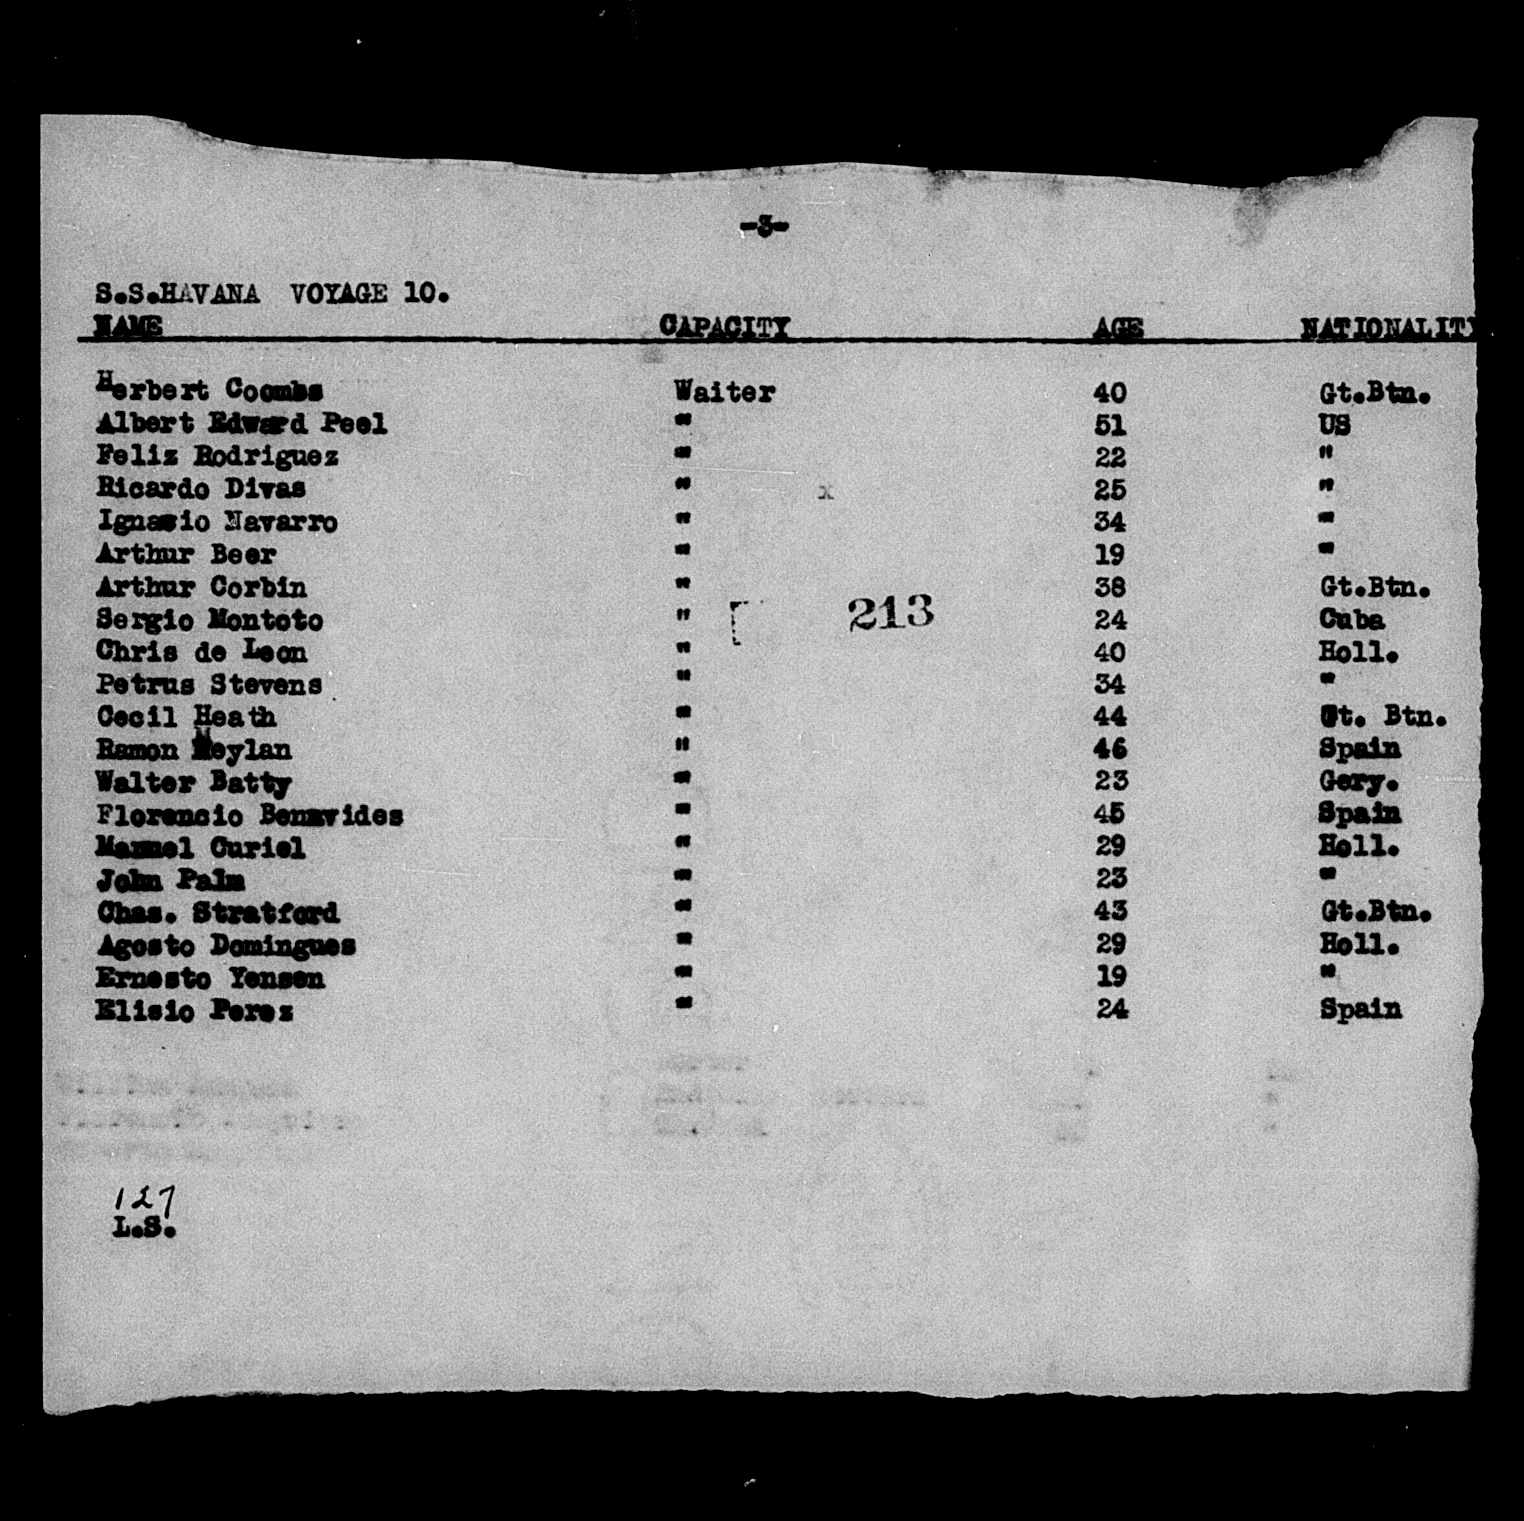 -3-
S.S.HAVANA VOYAGE 10.
NAME CAPACITY AGE NATIONALITY
Herbert Coombs Waiter 40 Gt.Btn.
Albert Edward Peel " 51 US
Feliz Rodriguez " 22 "
Ricardo Divas " x 25 "
Ignasio Navarro " 34 "
Arthur Beer " 19 "
Arthur Corbin " 38 Gt.Btn.
Sergio Montoto " 213 24 Cuba
Chris de Leon " 40 Holl.
Petrus Stevens " 34 "
Cecil Heath " 44 Gt. Btn.
Ramon Meylan " 46 Spain
Walter Batty " 23 Gery.
Florencio Benavides " 45 Spain
Manuel Curiel " 29 Holl.
John Palm " 23 "
Chas. Stratford " 43 Gt.Btn.
Agosto Domingues " 29 Holl.
Ernesto Yensen " 19 "
Elisio Perez " 24 Spain
127
L.S.